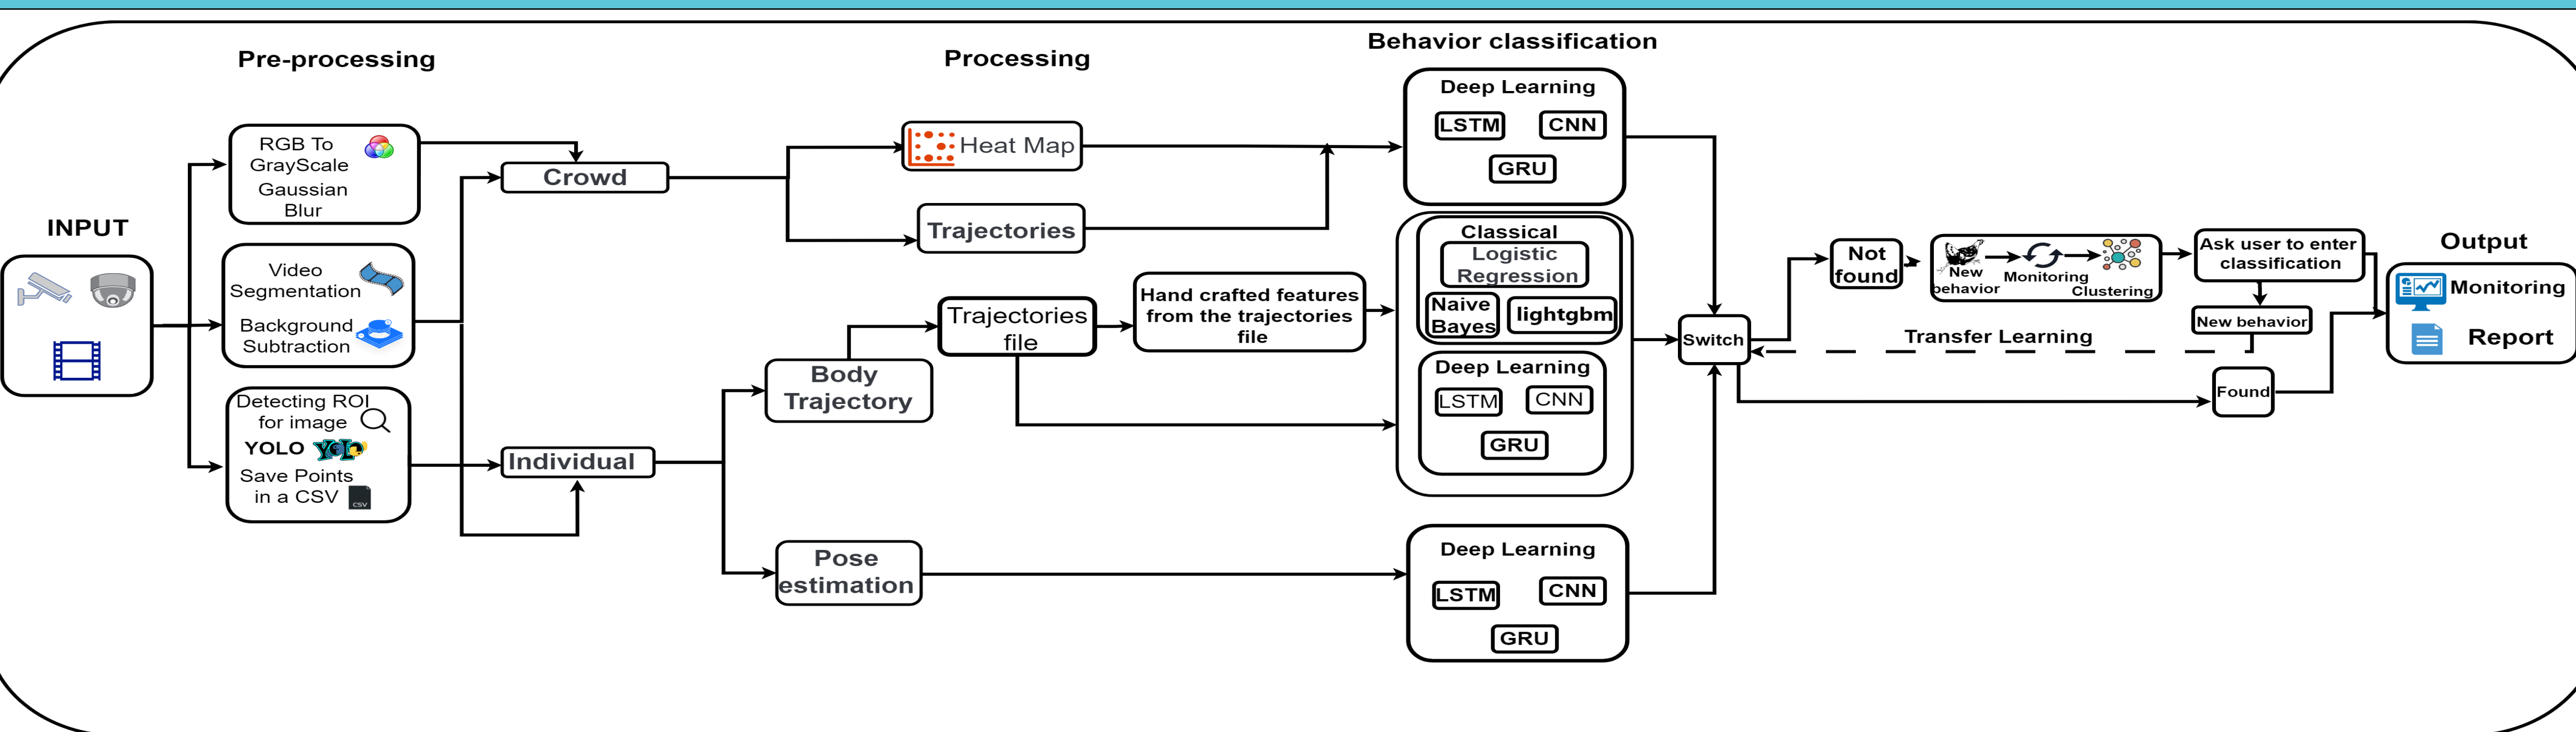 Pre-processing
Processing
Behavior classification
INPUT
RGB To
GrayScale
Gaussian
Blur
Video
Segmentation
Background
Subtraction
Detecting ROI
for image
YOLO YOLO
Save Points
in a CSV
CSV
Crowd
Individual
Heat Map
Trajectories
Body
Trajectory
Trajectories
file
Hand crafted features
from the trajectories
file
Pose
estimation
Deep Learning
LSTM CNN
GRU
Classical
Logistic
Regression
Naive
Bayes
lightgbm
Deep Learning
LSTM CNN
GRU
Deep Learning
LSTM CNN
GRU
Switch
Not
found
New
behavior
Monitoring
Clustering
Ask user to enter
classification
New behavior
Transfer Learning
Found
Output
Monitoring
Report